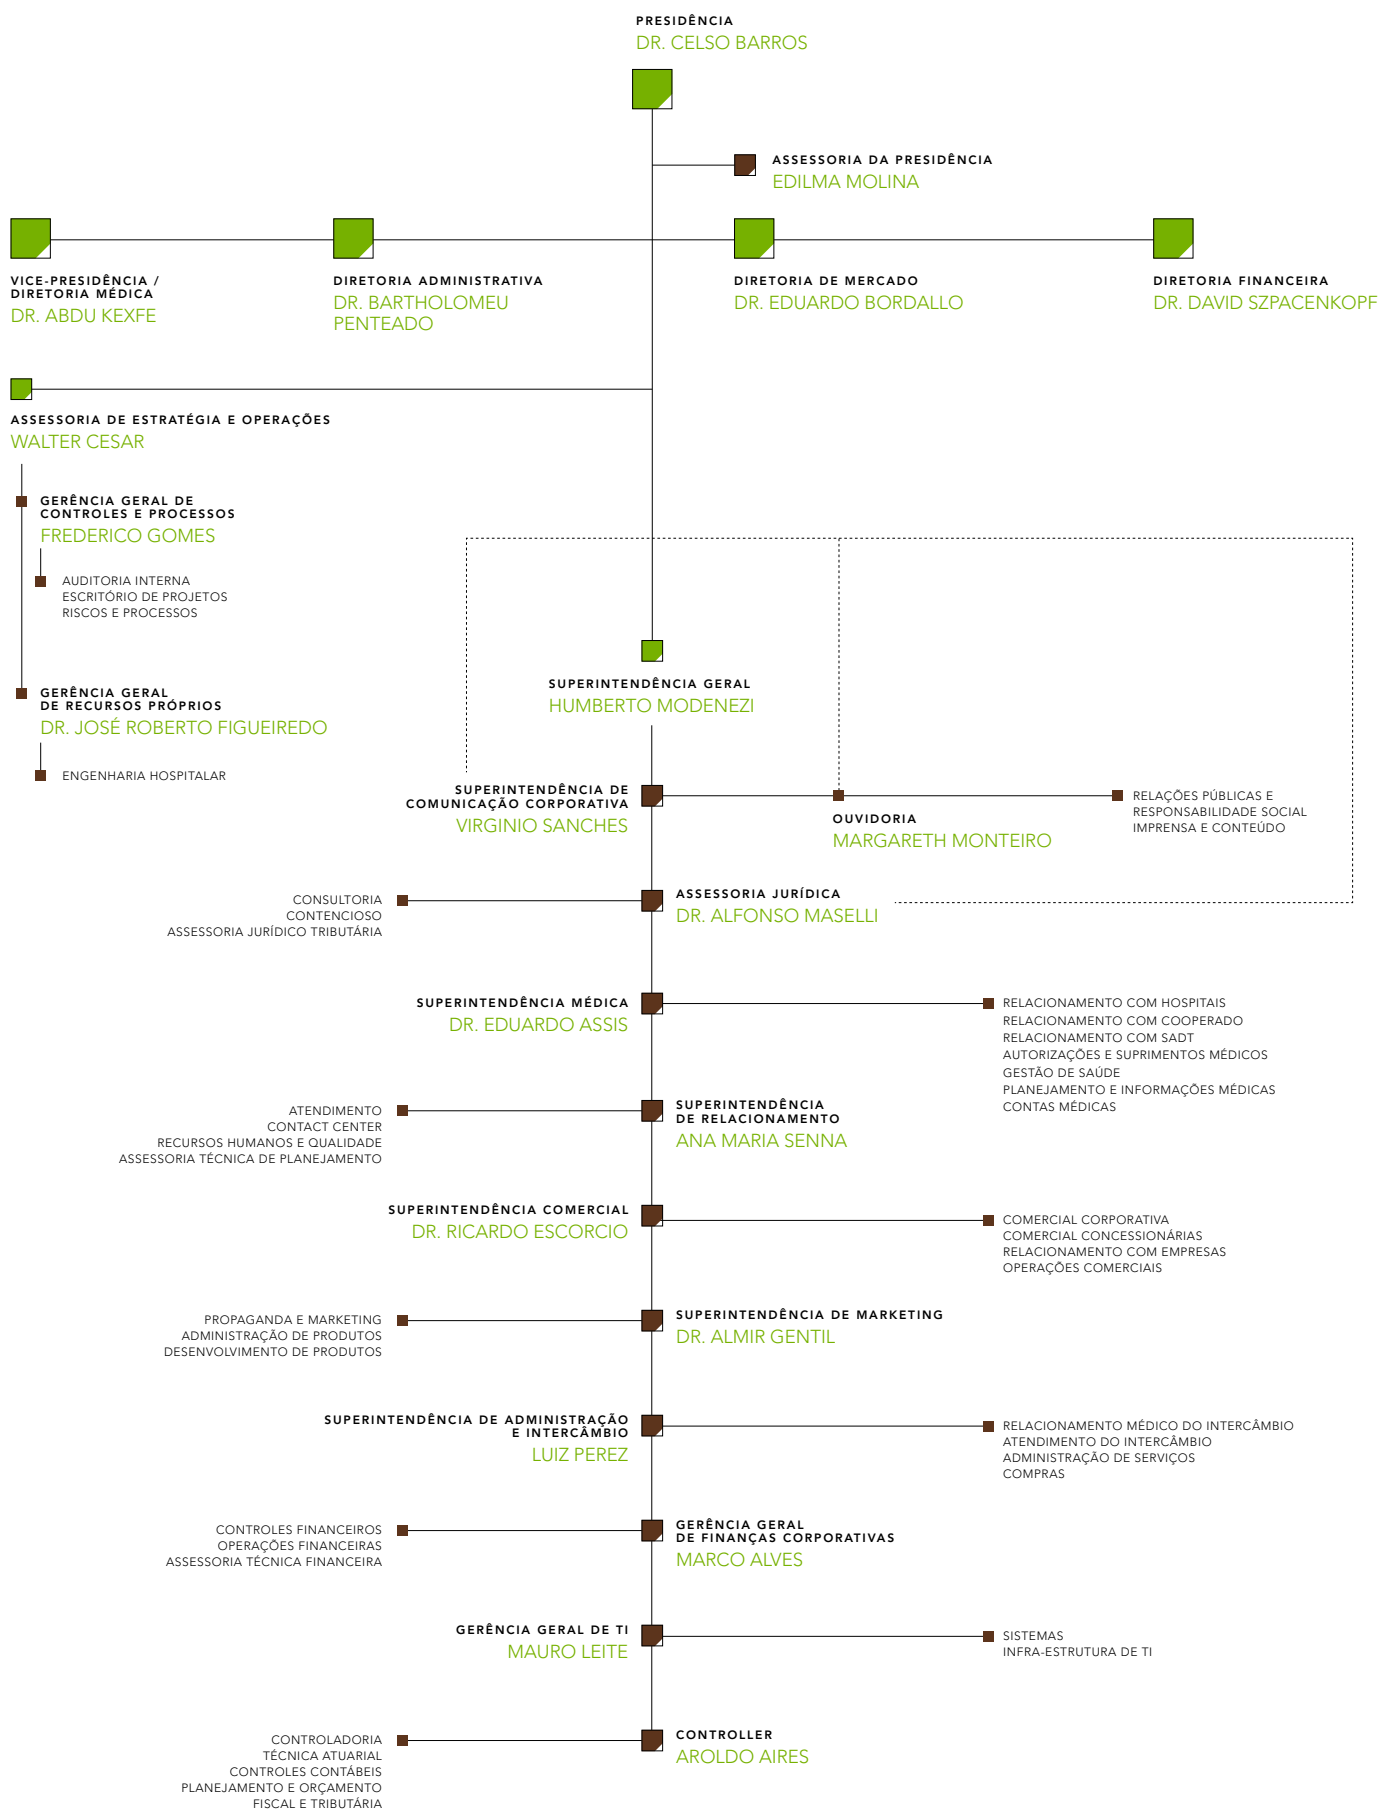 PRESIDÊNCIA
DR. CELSO BARROS
ASSESSORIA DA PRESIDÊNCIA
EDILMA MOLINA
VICE-PRESIDÊNCIA /
DIRETORIA MÉDICA
DR. ABDU KEXFE
DIRETORIA ADMINISTRATIVA
DR. BARTHOLOMEU
PENTEADO
DIRETORIA DE MERCADO
DR. EDUARDO BORDALLO
DIRETORIA FINANCEIRA
DR. DAVID SZPACENKOPF
ASSESSORIA DE ESTRATÉGIA E OPERAÇÕES
WALTER CESAR
GERÊNCIA GERAL DE
CONTROLES E PROCESSOS
FREDERICO GOMES
AUDITORIA INTERNA
ESCRITÓRIO DE PROJETOS
RISCOS E PROCESSOS
GERÊNCIA GERAL
DE RECURSOS PRÓPRIOS
DR. JOSÉ ROBERTO FIGUEIREDO
ENGENHARIA HOSPITALAR
SUPERINTENDÊNCIA GERAL
HUMBERTO MODENEZI
SUPERINTENDÊNCIA DE
COMUNICAÇÃO CORPORATIVA
VIRGINIO SANCHES
OUVIDORIA
MARGARETH MONTEIRO
RELAÇÕES PÚBLICAS E
RESPONSABILIDADE SOCIAL
IMPRENSA E CONTEÚDO
CONSULTORIA
CONTENCIOSO
ASSESSORIA JURÍDICO TRIBUTÁRIA
ASSESSORIA JURÍDICA
DR. ALFONSO MASELLI
SUPERINTENDÊNCIA MÉDICA
DR. EDUARDO ASSIS
RELACIONAMENTO COM HOSPITAIS
RELACIONAMENTO COM COOPERADO
RELACIONAMENTO COM SADT
AUTORIZAÇÕES E SUPRIMENTOS MÉDICOS
GESTÃO DE SAÚDE
PLANEJAMENTO E INFORMAÇÕES MÉDICAS
CONTAS MÉDICAS
ATENDIMENTO
CONTACT CENTER
RECURSOS HUMANOS E QUALIDADE
ASSESSORIA TÉCNICA DE PLANEJAMENTO
SUPERINTENDÊNCIA
DE RELACIONAMENTO
ANA MARIA SENNA
SUPERINTENDÊNCIA COMERCIAL
DR. RICARDO ESCORCIO
COMERCIAL CORPORATIVA
COMERCIAL CONCESSIONÁRIAS
RELACIONAMENTO COM EMPRESAS
OPERAÇÕES COMERCIAIS
PROPAGANDA E MARKETING
ADMINISTRAÇÃO DE PRODUTOS
DESENVOLVIMENTO DE PRODUTOS
SUPERINTENDÊNCIA DE MARKETING
DR. ALMIR GENTIL
SUPERINTENDÊNCIA DE ADMINISTRAÇÃO
E INTERCÂMBIO
LUIZ PEREZ
RELACIONAMENTO MÉDICO DO INTERCÂMBIO
ATENDIMENTO DO INTERCÂMBIO
ADMINISTRAÇÃO DE SERVIÇOS
COMPRAS
CONTROLES FINANCEIROS
OPERAÇÕES FINANCEIRAS
ASSESSORIA TÉCNICA FINANCEIRA
GERÊNCIA GERAL
DE FINANÇAS CORPORATIVAS
MARCO ALVES
GERÊNCIA GERAL DE TI
MAURO LEITE
SISTEMAS
INFRA-ESTRUTURA DE TI
CONTROLADORIA
TÉCNICA ATUARIAL
CONTROLES CONTÁBEIS
PLANEJAMENTO E ORÇAMENTO
FISCAL E TRIBUTÁRIA
CONTROLLER
AROLDO AIRES